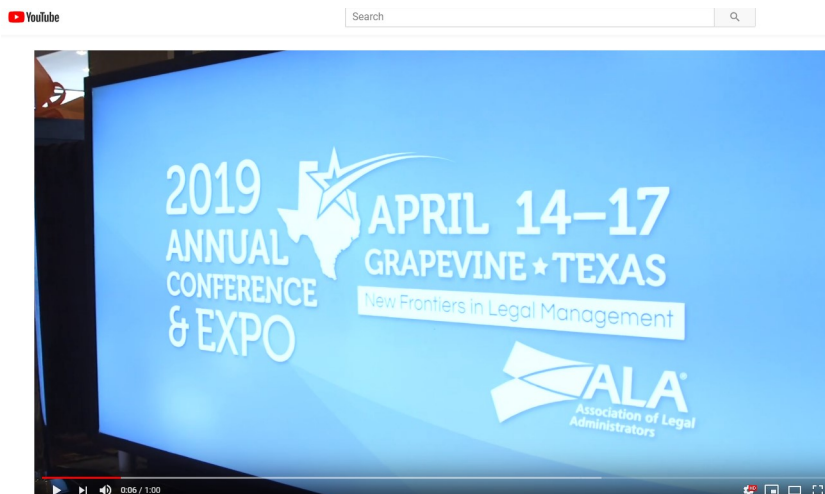 YouTube
Search
2019
ANNUAL
CONFERENCE
& EXPO
APRIL 14–17
GRAPEVINE ★ TEXAS
New Frontiers in Legal Management
ALA®
Association of Legal
Administrators
0:06 / 1:00
HD